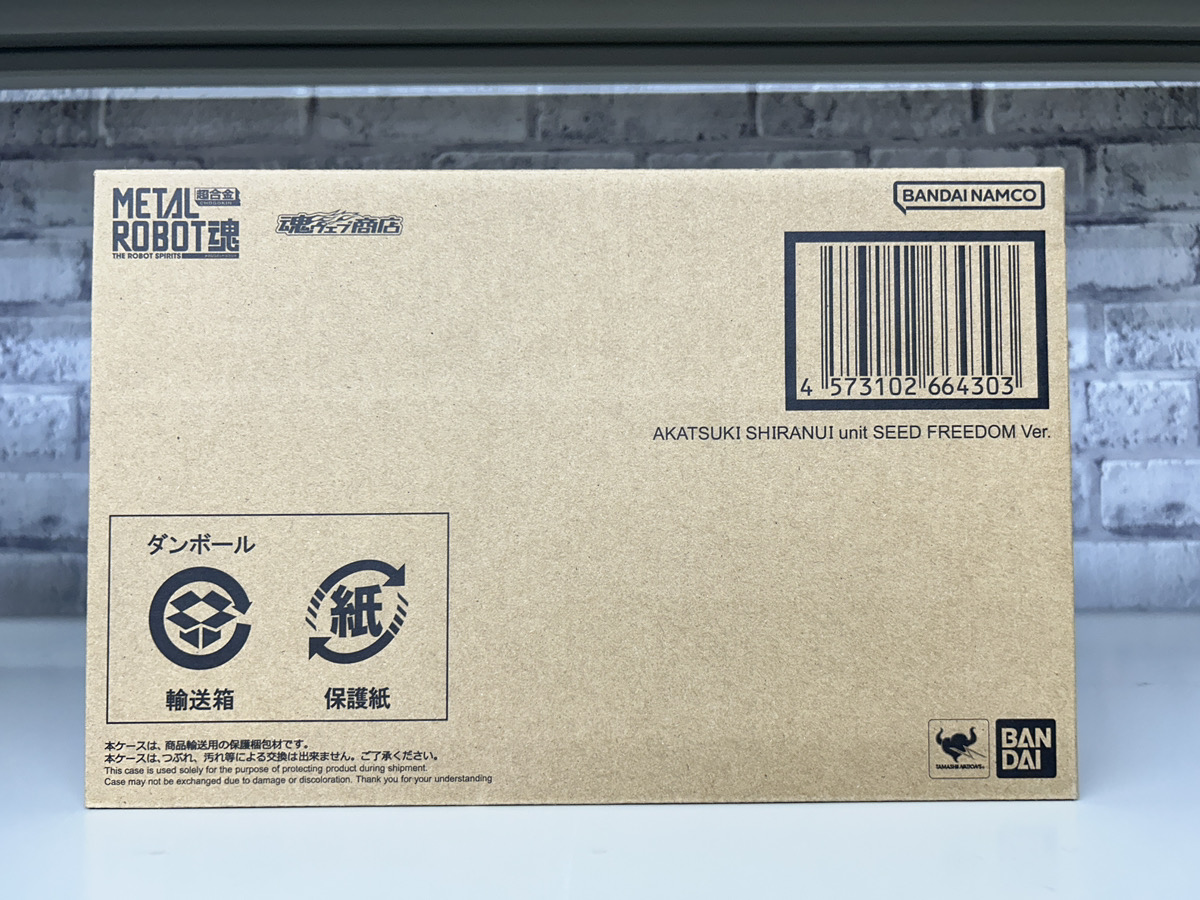 METAL 超合金
ROBOT魂
THE ROBOT SPIRITS
魂ウェブ商店
BANDAI NAMCO
4 573102 664303
AKATSUKI SHIRANUI unit SEED FREEDOM Ver.
ダンボール
紙
輸送箱 保護紙
本ケースは、商品輸送用の保護梱包材です。
本ケースは、つぶれ、汚れ等による交換は出来ません。ご了承ください。
This case is used solely for the purpose of protecting product during shipment.
Case may not be exchanged due to damage or discoloration. Thank you for your understanding
TAMASHII NATIONS
BAN
DAI